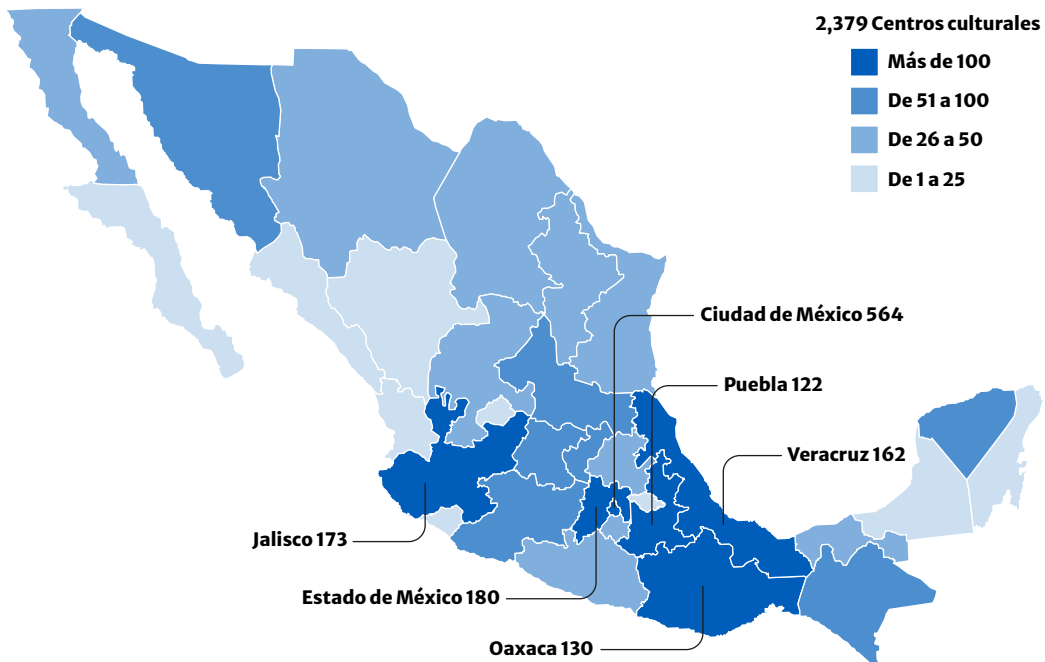 2,379 Centros culturales
Más de 100
De 51 a 100
De 26 a 50
De 1 a 25
Ciudad de México 564
Puebla 122
Veracruz 162
Jalisco 173
Estado de México 180
Oaxaca 130